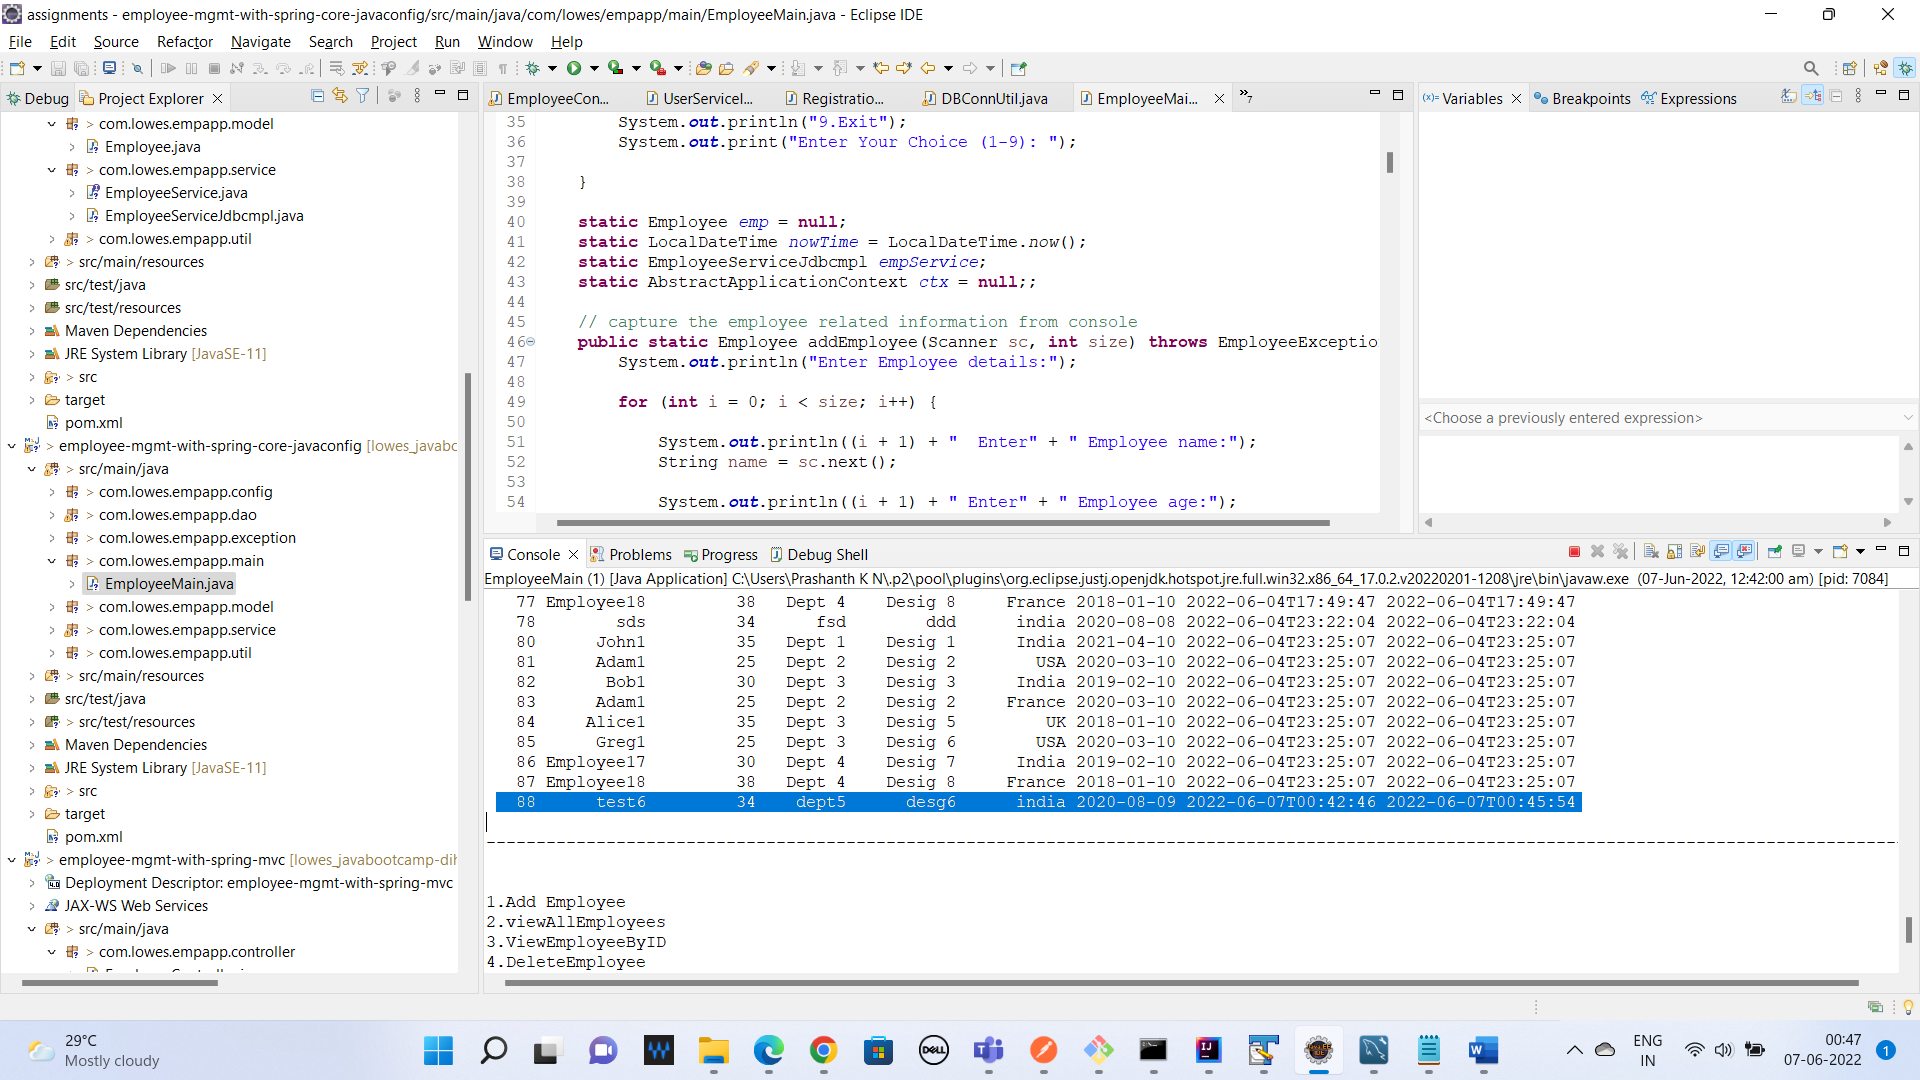 assignments - employee-mgmt-with-spring-core-javaconfig/src/main/java/com/lowes/empapp/main/EmployeeMain.java - Eclipse IDE
File Edit Source Refactor Navigate Search Project Run Window Help
Debug Project Explorer
> com.lowes.empapp.model
Employee.java
> com.lowes.empapp.service
EmployeeService.java
EmployeeServiceJdbcmpl.java
> com.lowes.empapp.util
> src/main/resources
src/test/java
src/test/resources
Maven Dependencies
JRE System Library [JavaSE-11]
> src
target
pom.xml
> employee-mgmt-with-spring-core-javaconfig [lowes_javabc
> src/main/java
> com.lowes.empapp.config
> com.lowes.empapp.dao
> com.lowes.empapp.exception
> com.lowes.empapp.main
EmployeeMain.java
> com.lowes.empapp.model
> com.lowes.empapp.service
> com.lowes.empapp.util
> src/main/resources
src/test/java
> src/test/resources
Maven Dependencies
JRE System Library [JavaSE-11]
> src
target
pom.xml
> employee-mgmt-with-spring-mvc [lowes_javabootcamp-dih
Deployment Descriptor: employee-mgmt-with-spring-mvc
JAX-WS Web Services
> src/main/java
> com.lowes.empapp.controller
EmployeeCon... UserServiceI... Registratio... DBConnUtil.java EmployeeMai... »7
35 System.out.println("9.Exit");
36 System.out.print("Enter Your Choice (1-9): ");
37
38 }
39
40 static Employee emp = null;
41 static LocalDateTime nowTime = LocalDateTime.now();
42 static EmployeeServiceJdbcmpl empService;
43 static AbstractApplicationContext ctx = null;;
44
45 // capture the employee related information from console
46 public static Employee addEmployee(Scanner sc, int size) throws EmployeeExceptio
47 System.out.println("Enter Employee details:");
48
49 for (int i = 0; i < size; i++) {
50
51 System.out.println((i + 1) + "  Enter" + " Employee name:");
52 String name = sc.next();
53
54 System.out.println((i + 1) + " Enter" + " Employee age:");
(x)= Variables Breakpoints Expressions
<Choose a previously entered expression>
Console Problems Progress Debug Shell
EmployeeMain (1) [Java Application] C:\Users\Prashanth K N\.p2\pool\plugins\org.eclipse.justj.openjdk.hotspot.jre.full.win32.x86_64_17.0.2.v20220201-1208\jre\bin\javaw.exe (07-Jun-2022, 12:42:00 am) [pid: 7084]
77 Employee18 38 Dept 4 Desig 8 France 2018-01-10 2022-06-04T17:49:47 2022-06-04T17:49:47
78 sds 34 fsd ddd india 2020-08-08 2022-06-04T23:22:04 2022-06-04T23:22:04
80 John1 35 Dept 1 Desig 1 India 2021-04-10 2022-06-04T23:25:07 2022-06-04T23:25:07
81 Adam1 25 Dept 2 Desig 2 USA 2020-03-10 2022-06-04T23:25:07 2022-06-04T23:25:07
82 Bob1 30 Dept 3 Desig 3 India 2019-02-10 2022-06-04T23:25:07 2022-06-04T23:25:07
83 Adam1 25 Dept 2 Desig 2 France 2020-03-10 2022-06-04T23:25:07 2022-06-04T23:25:07
84 Alice1 35 Dept 3 Desig 5 UK 2018-01-10 2022-06-04T23:25:07 2022-06-04T23:25:07
85 Greg1 25 Dept 3 Desig 6 USA 2020-03-10 2022-06-04T23:25:07 2022-06-04T23:25:07
86 Employee17 30 Dept 4 Desig 7 India 2019-02-10 2022-06-04T23:25:07 2022-06-04T23:25:07
87 Employee18 38 Dept 4 Desig 8 France 2018-01-10 2022-06-04T23:25:07 2022-06-04T23:25:07
88 test6 34 dept5 desg6 india 2020-08-09 2022-06-07T00:42:46 2022-06-07T00:45:54
1.Add Employee
2.viewAllEmployees
3.ViewEmployeeByID
4.DeleteEmployee
29°C
Mostly cloudy
DELL
ENG
IN
00:47
07-06-2022
1